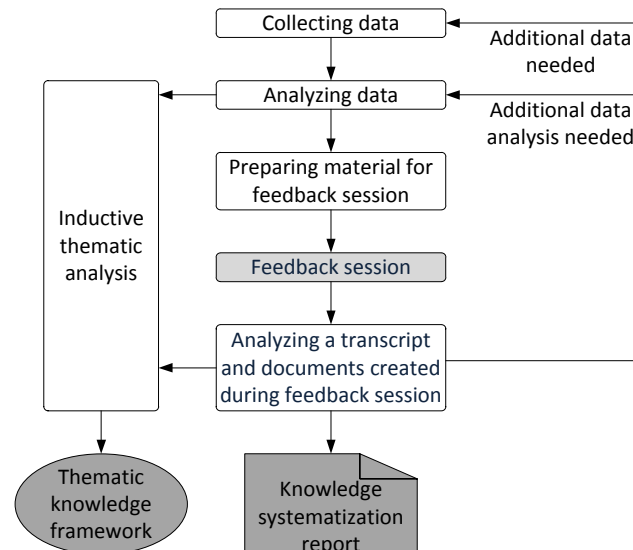 Collecting data
Additional data
needed
Analyzing data
Additional data
analysis needed
Preparing material for
feedback session
Inductive
thematic
analysis
Feedback session
Analyzing a transcript
and documents created
during feedback session
Thematic
knowledge
framework
Knowledge
systematization
report